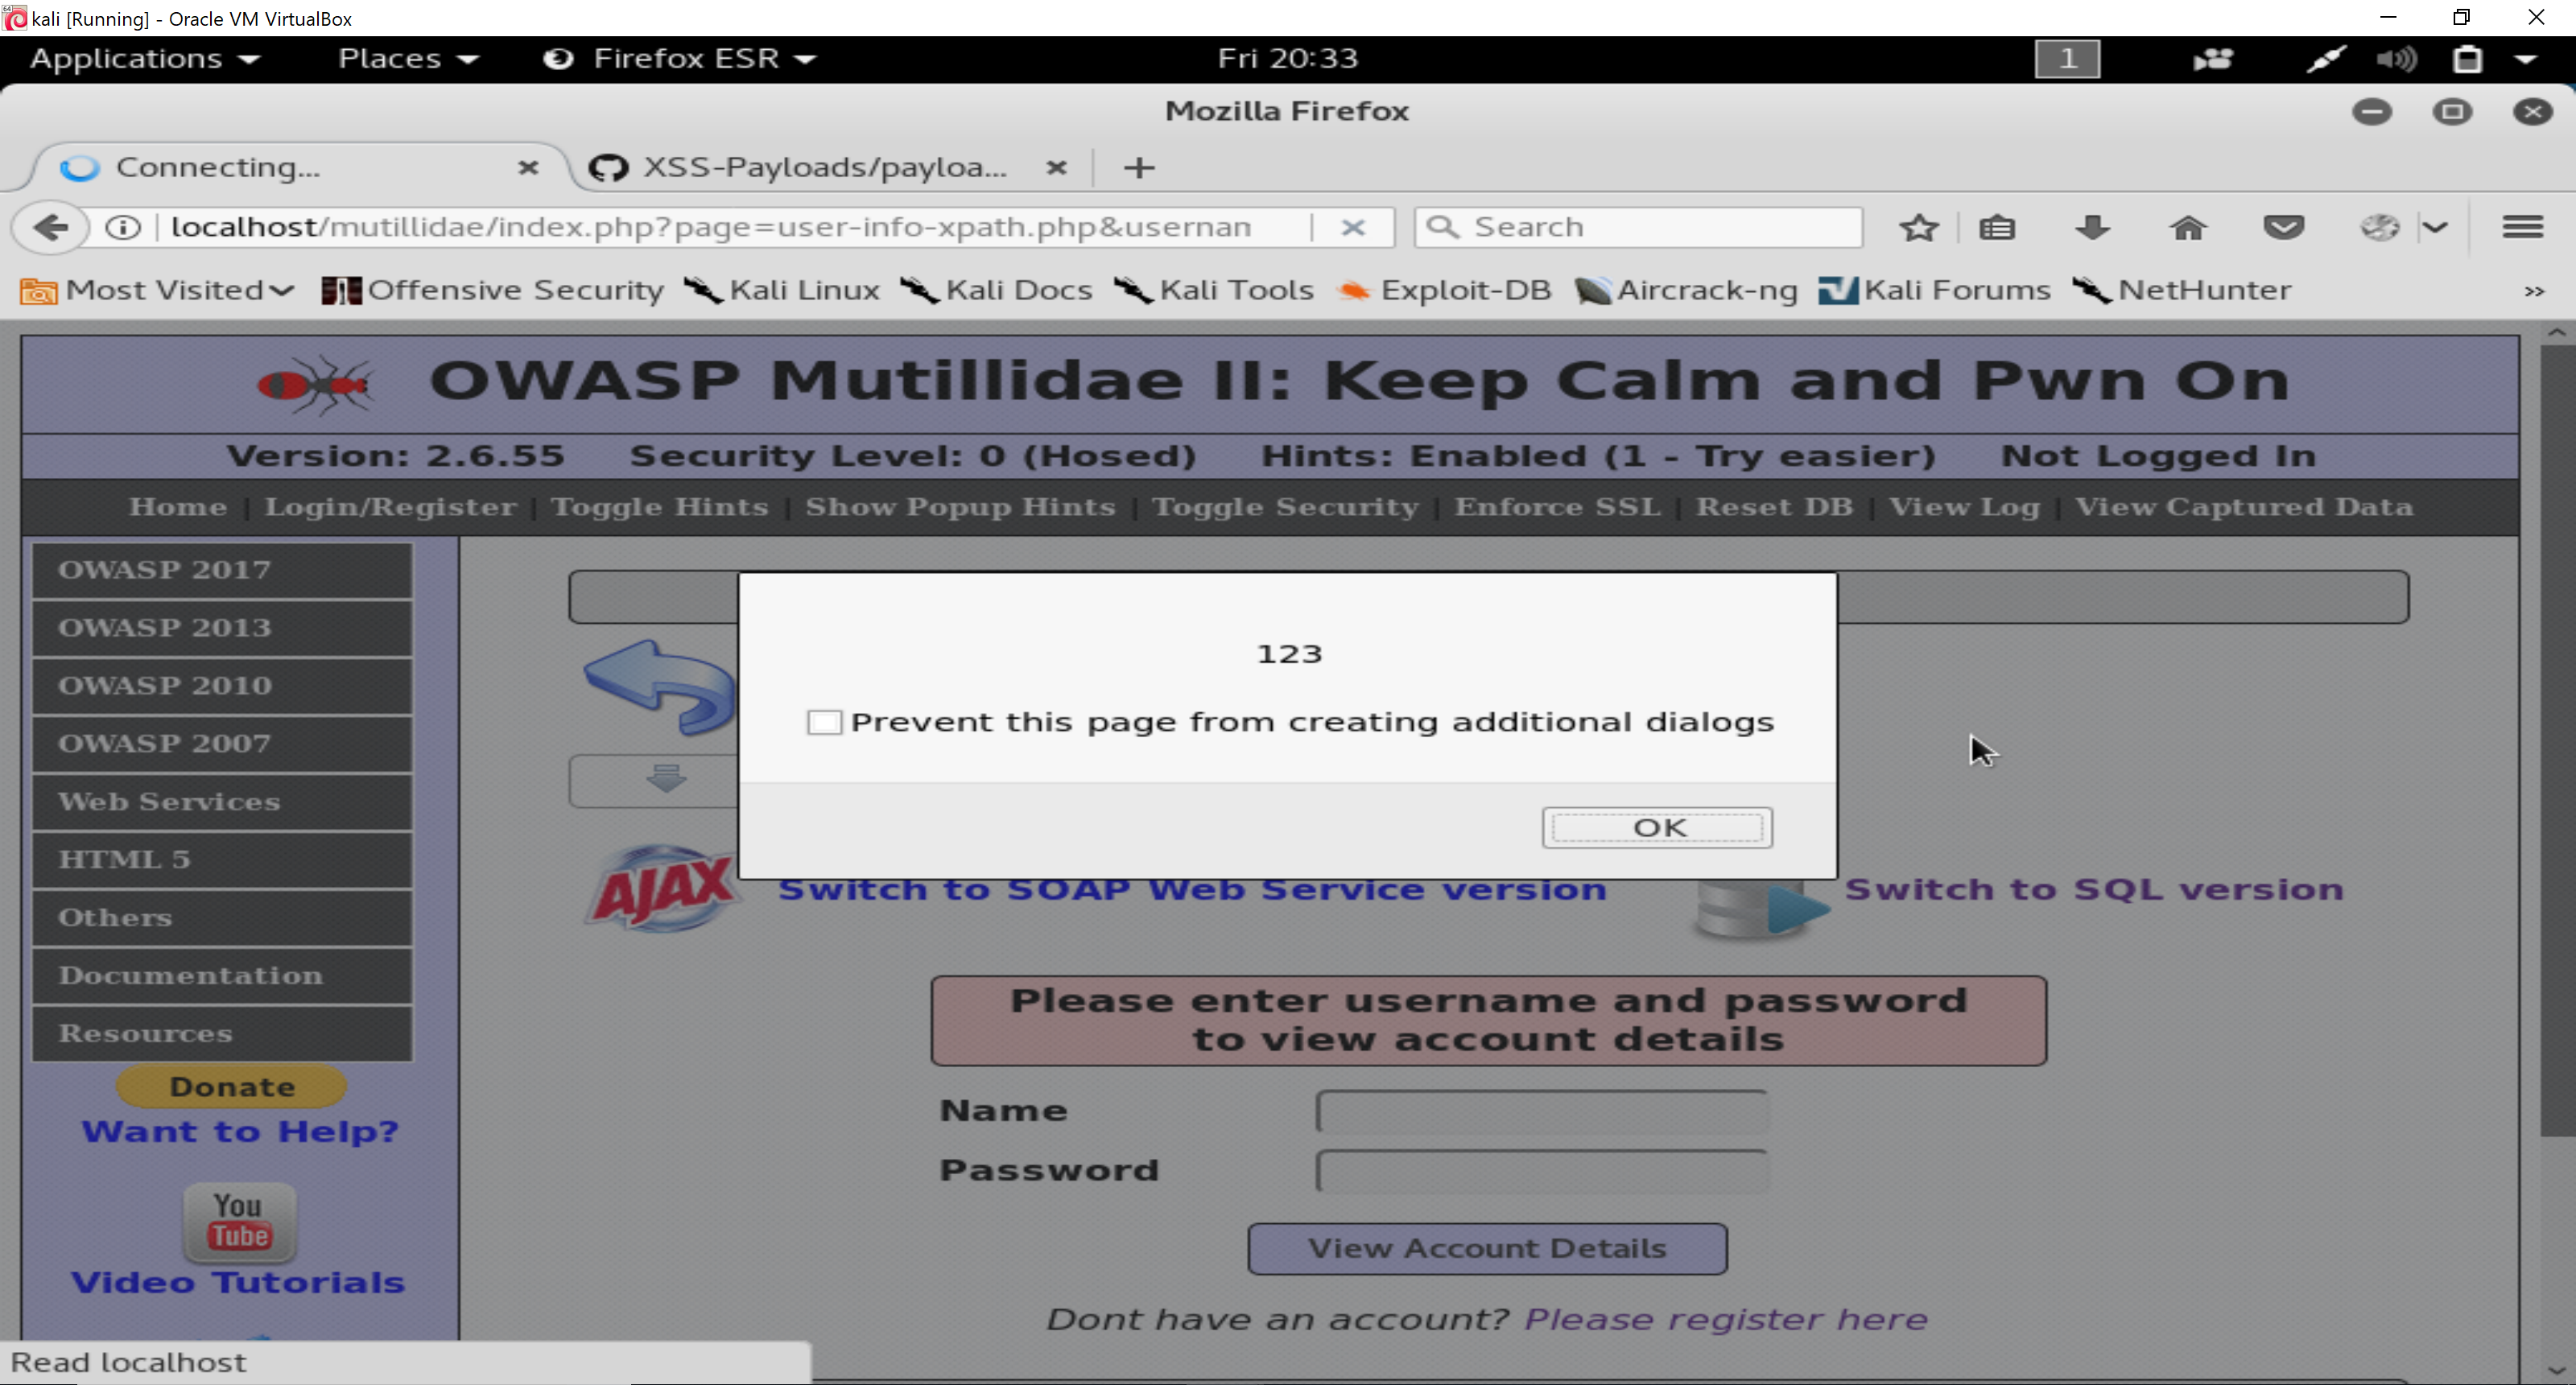 kali [Running] - Oracle VM VirtualBox
Applications Places Firefox ESR Fri 20:33 1
Mozilla Firefox
Connecting... XSS-Payloads/payloa...
localhost/mutillidae/index.php?page=user-info-xpath.php&usernan Search
Most Visited Offensive Security Kali Linux Kali Docs Kali Tools Exploit-DB Aircrack-ng Kali Forums NetHunter »
OWASP Mutillidae II: Keep Calm and Pwn On
Version: 2.6.55 Security Level: 0 (Hosed) Hints: Enabled (1 - Try easier) Not Logged In
Home | Login/Register | Toggle Hints | Show Popup Hints | Toggle Security | Enforce SSL | Reset DB | View Log | View Captured Data
OWASP 2017
OWASP 2013
OWASP 2010
OWASP 2007
Web Services
HTML 5
Others
Documentation
Resources
Donate
Want to Help?
You
Tube
Video Tutorials
123
Prevent this page from creating additional dialogs
OK
AJAX Switch to SOAP Web Service version Switch to SQL version
Please enter username and password
to view account details
Name
Password
View Account Details
Dont have an account? Please register here
Read localhost